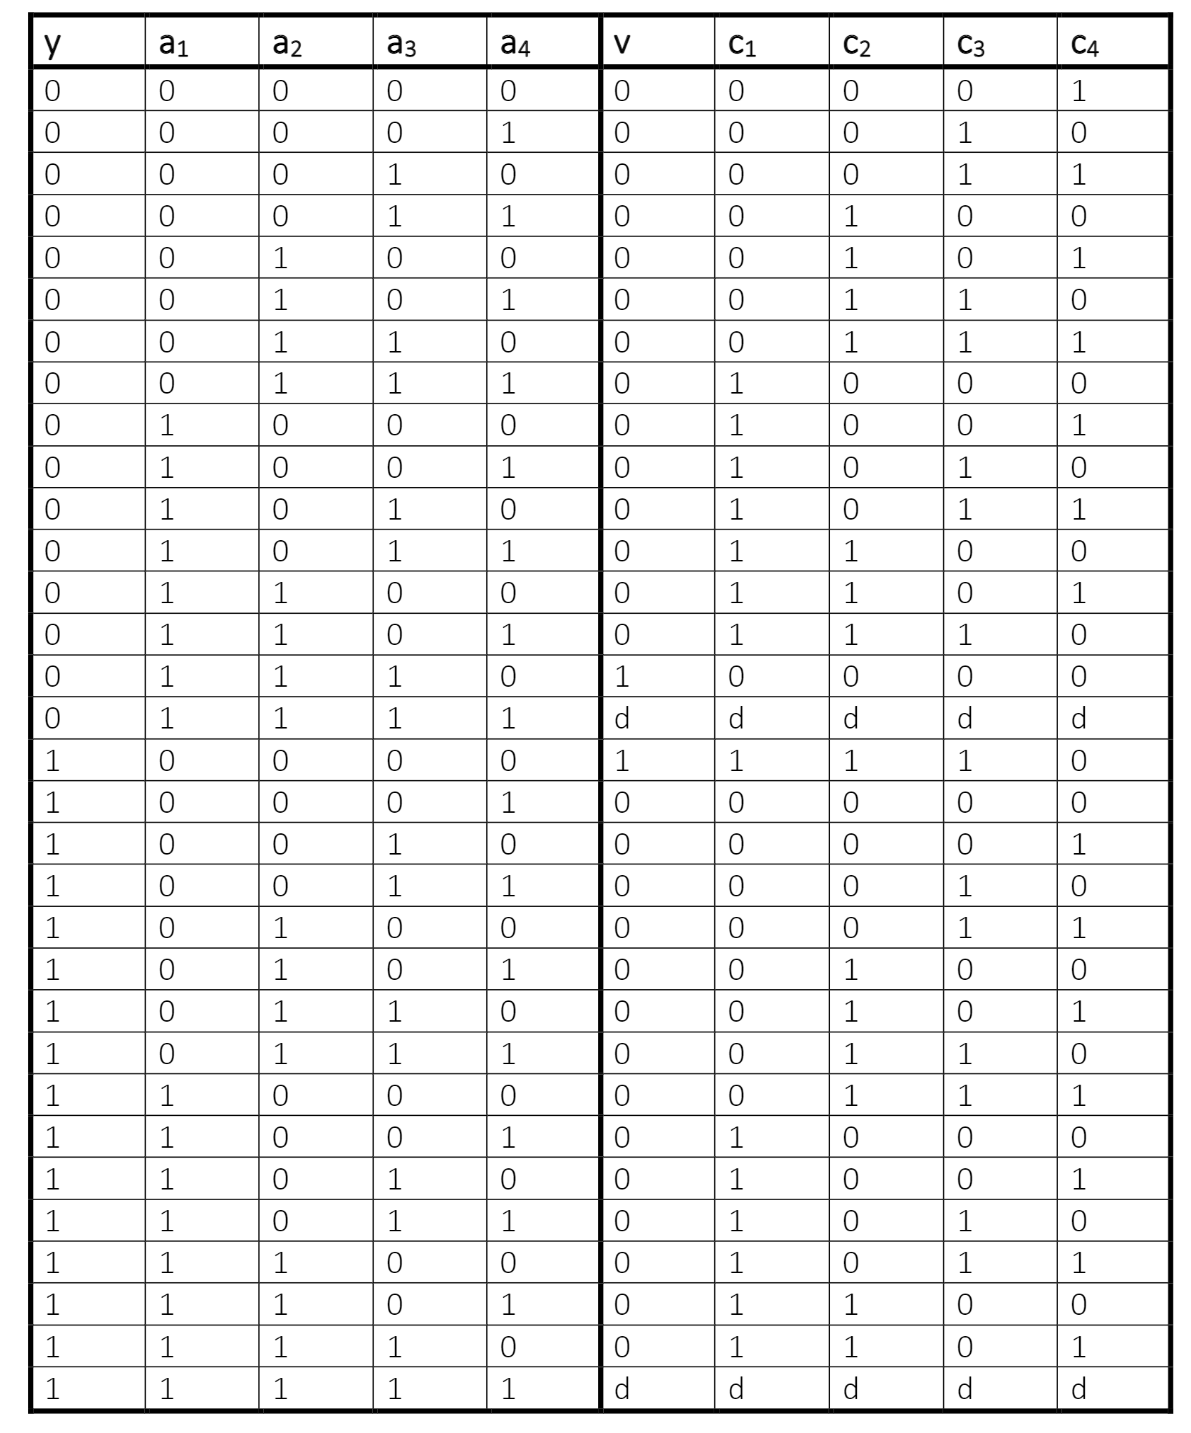 y a₁ a₂ a₃ a₄ v c₁ c₂ c₃ c₄
0 0 0 0 0 0 0 0 0 1
0 0 0 0 1 0 0 0 1 0
0 0 0 1 0 0 0 0 1 1
0 0 0 1 1 0 0 1 0 0
0 0 1 0 0 0 0 1 0 1
0 0 1 0 1 0 0 1 1 0
0 0 1 1 0 0 0 1 1 1
0 0 1 1 1 0 1 0 0 0
0 1 0 0 0 0 1 0 0 1
0 1 0 0 1 0 1 0 1 0
0 1 0 1 0 0 1 0 1 1
0 1 0 1 1 0 1 1 0 0
0 1 1 0 0 0 1 1 0 1
0 1 1 0 1 0 1 1 1 0
0 1 1 1 0 1 0 0 0 0
0 1 1 1 1 d d d d d
1 0 0 0 0 1 1 1 1 0
1 0 0 0 1 0 0 0 0 0
1 0 0 1 0 0 0 0 0 1
1 0 0 1 1 0 0 0 1 0
1 0 1 0 0 0 0 0 1 1
1 0 1 0 1 0 0 1 0 0
1 0 1 1 0 0 0 1 0 1
1 0 1 1 1 0 0 1 1 0
1 1 0 0 0 0 0 1 1 1
1 1 0 0 1 0 1 0 0 0
1 1 0 1 0 0 1 0 0 1
1 1 0 1 1 0 1 0 1 0
1 1 1 0 0 0 1 0 1 1
1 1 1 0 1 0 1 1 0 0
1 1 1 1 0 0 1 1 0 1
1 1 1 1 1 d d d d d